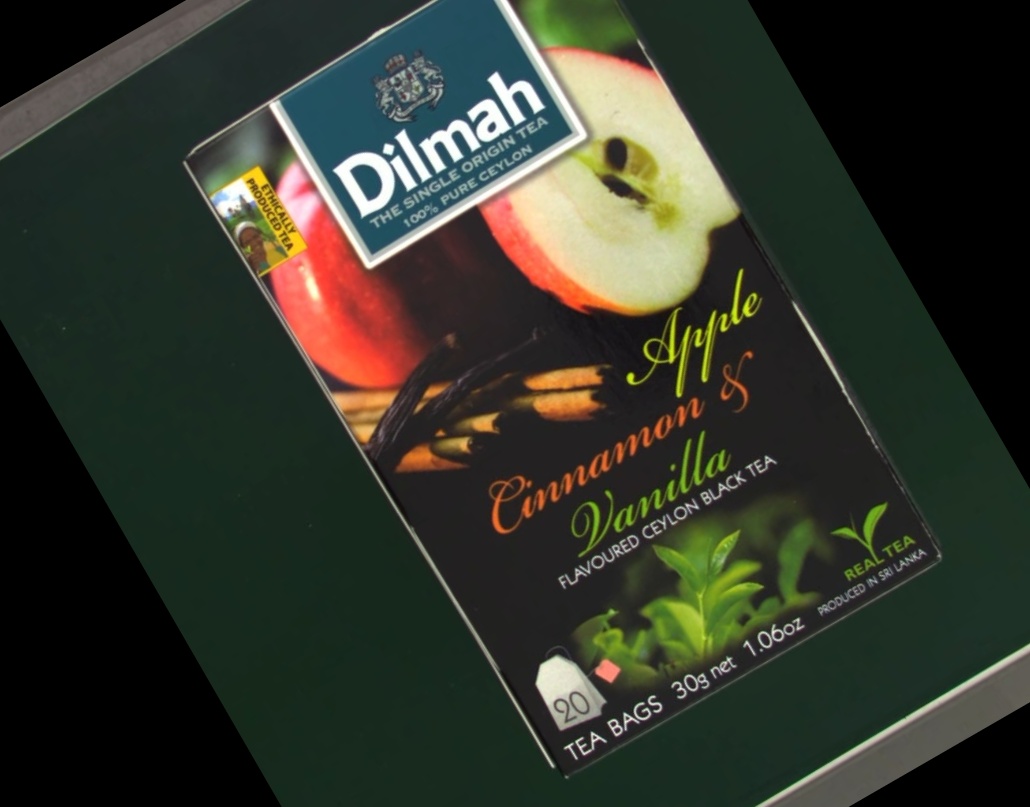 Dilmah
THE SINGLE ORIGIN TEA
100% PURE CEYLON
ETHICALLY
PRODUCED TEA
Apple
Cinnamon &
Vanilla
FLAVOURED CEYLON BLACK TEA
REAL TEA
PRODUCED IN SRI LANKA
20
TEA BAGS 30g net 1.06oz